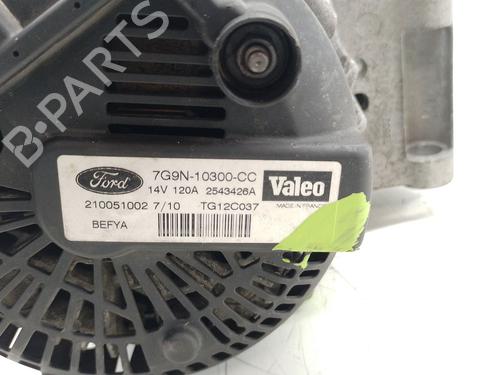 B-PARTS
Ford
7G9N-10300-CC
14V 120A 2543426A
Valeo
MADE IN FRANCE
210051002 7/10 TG12C037
BEFYA